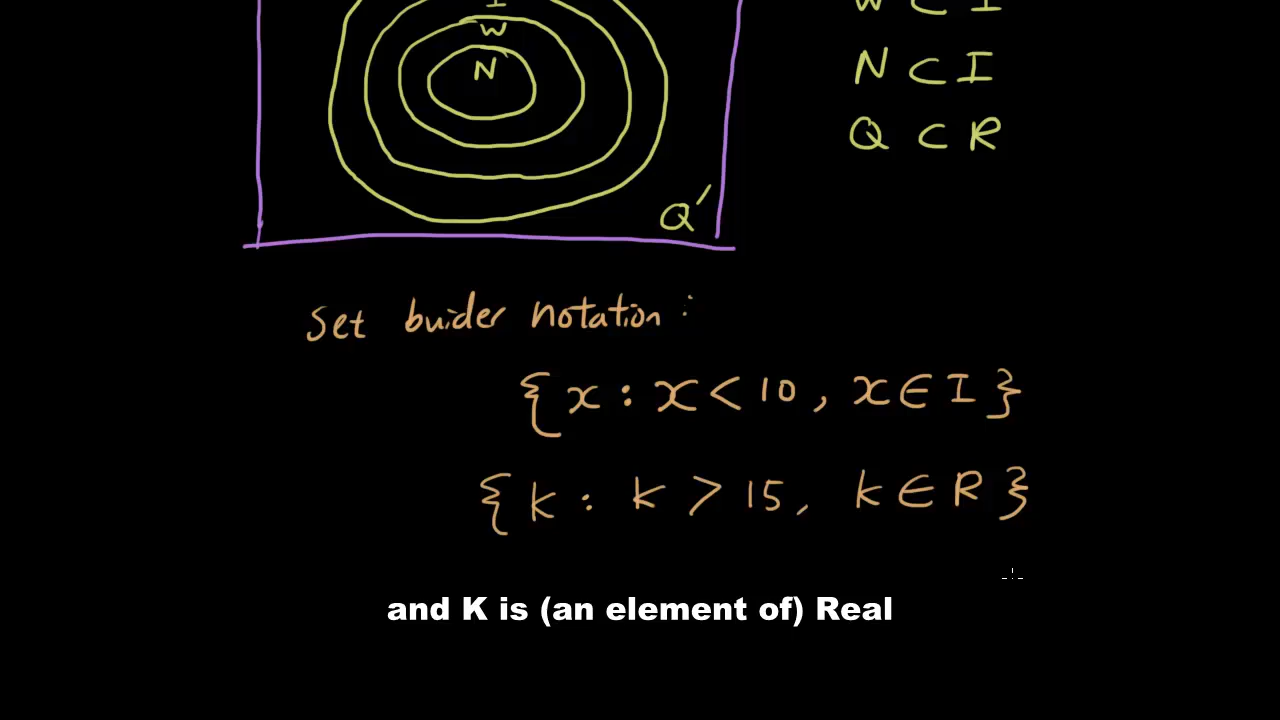 I
W
N
Q'
W ⊂ I
N ⊂ I
Q ⊂ R
Set buider notation :
{x : x < 10 , x ∈ I}
{k : k > 15, k ∈ R}
and K is (an element of) Real